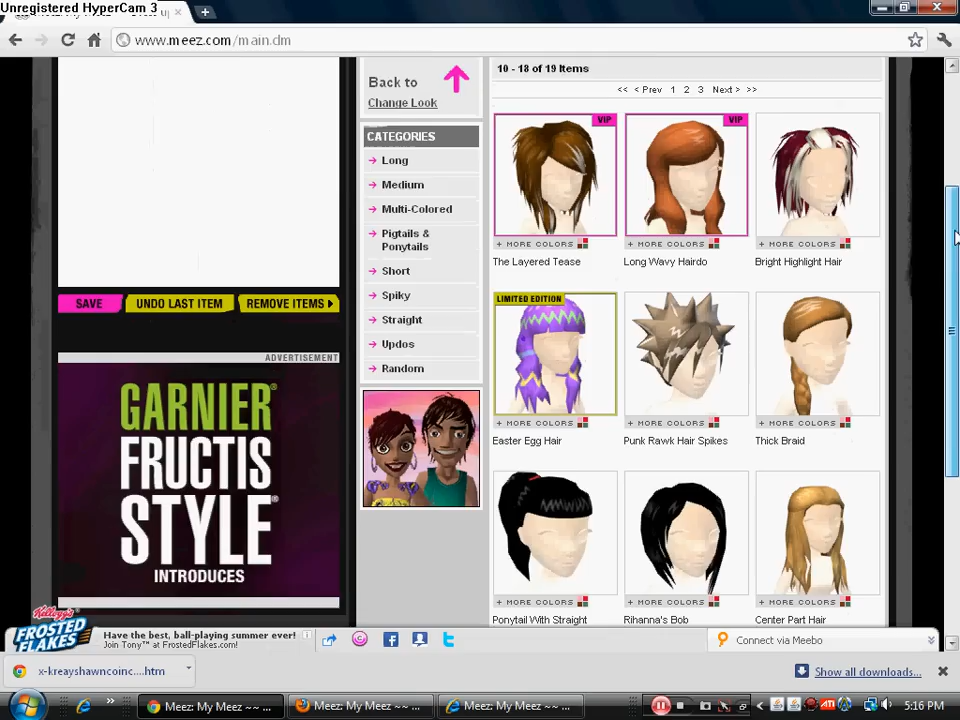 Unregistered HyperCam 3
www.meez.com/main.dm
Back to
Change Look
CATEGORIES
Long
Medium
Multi-Colored
Pigtails &
Ponytails
Short
Spiky
Straight
Updos
Random
10 - 18 of 19 Items
<< < Prev 1 2 3 Next > >>
VIP
VIP
+ MORE COLORS
+ MORE COLORS
+ MORE COLORS
The Layered Tease
Long Wavy Hairdo
Bright Highlight Hair
LIMITED EDITION
+ MORE COLORS
+ MORE COLORS
+ MORE COLORS
Easter Egg Hair
Punk Rawk Hair Spikes
Thick Braid
+ MORE COLORS
+ MORE COLORS
+ MORE COLORS
Ponytail With Straight
Rihanna's Bob
Center Part Hair
SAVE
UNDO LAST ITEM
REMOVE ITEMS
ADVERTISEMENT
GARNIER®
FRUCTIS
STYLE®
INTRODUCES
Kellogg's
FROSTED
FLAKES
Have the best, ball-playing summer ever!
Join Tony™ at FrostedFlakes.com!
Connect via Meebo
x-kreayshawncoinc....htm
Show all downloads...
Meez: My Meez ~~ ...
Meez: My Meez ~~ ...
Meez: My Meez ~~ ...
ATI
5:16 PM